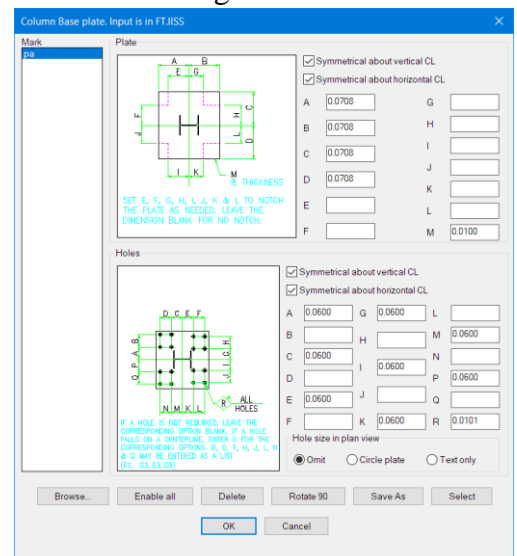 Column Base plate. Input is in FT.IISS
Mark
pa
Plate
A B
E G
F
J
H
L
C
D
I K
M
R THICKNESS
SET E, F, G, H, I, J, K & L TO NOTCH
THE PLATE AS NEEDED. LEAVE THE
DIMENSION BLANK FOR NO NOTCH.
Symmetrical about vertical CL
Symmetrical about horizontal CL
A 0.0708 G
B 0.0708 H
C 0.0708 I
J
D 0.0708 K
E L
F M 0.0100
Holes
D C E F
B
A
P
Q
H
G
I
J
N M K L
R ALL HOLES
IF A HOLE IS NOT REQUIRED, LEAVE THE
CORRESPONDING OPTION BLANK. IF A HOLE
FALLS ON A CENTERLINE, ENTER 0 FOR THE
CORRESPONDING OPTIONS. B, D, F, H, J, L, N
& Q MAY BE ENTERED AS A LIST
(EX. .03,03,03)
Symmetrical about vertical CL
Symmetrical about horizontal CL
A 0.0600 G 0.0600 L
B H M 0.0600
C 0.0600 I 0.0600 N
D P 0.0600
E 0.0600 J Q
F K 0.0600 R 0.0101
Hole size in plan view
Omit Circle plate Text only
Browse... Enable all Delete Rotate 90 Save As Select
OK Cancel